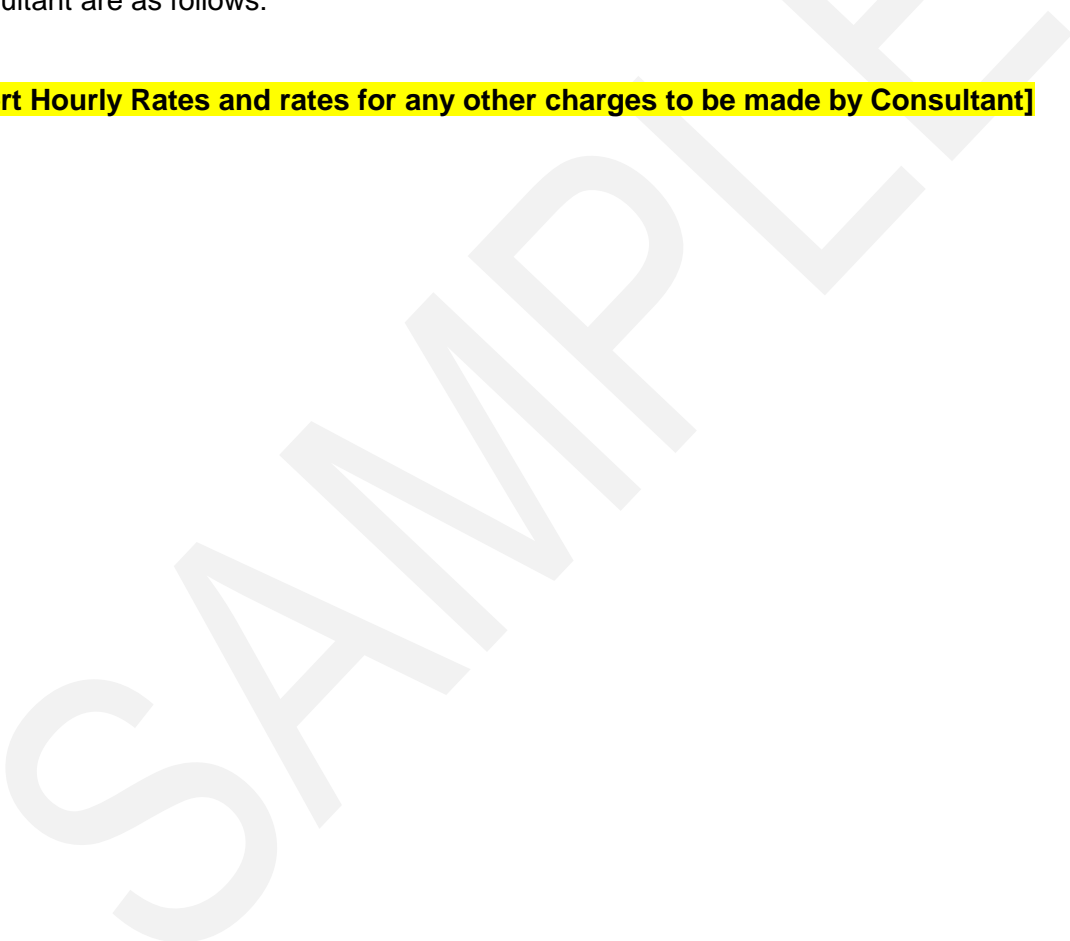 ultant are as follows:
rt Hourly Rates and rates for any other charges to be made by Consultant]
SAMPLE